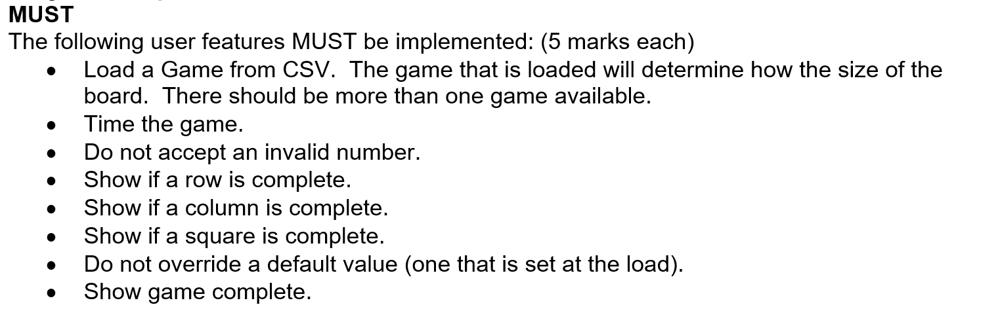 MUST
The following user features MUST be implemented: (5 marks each)
• Load a Game from CSV.  The game that is loaded will determine how the size of the
board.  There should be more than one game available.
• Time the game.
• Do not accept an invalid number.
• Show if a row is complete.
• Show if a column is complete.
• Show if a square is complete.
• Do not override a default value (one that is set at the load).
• Show game complete.